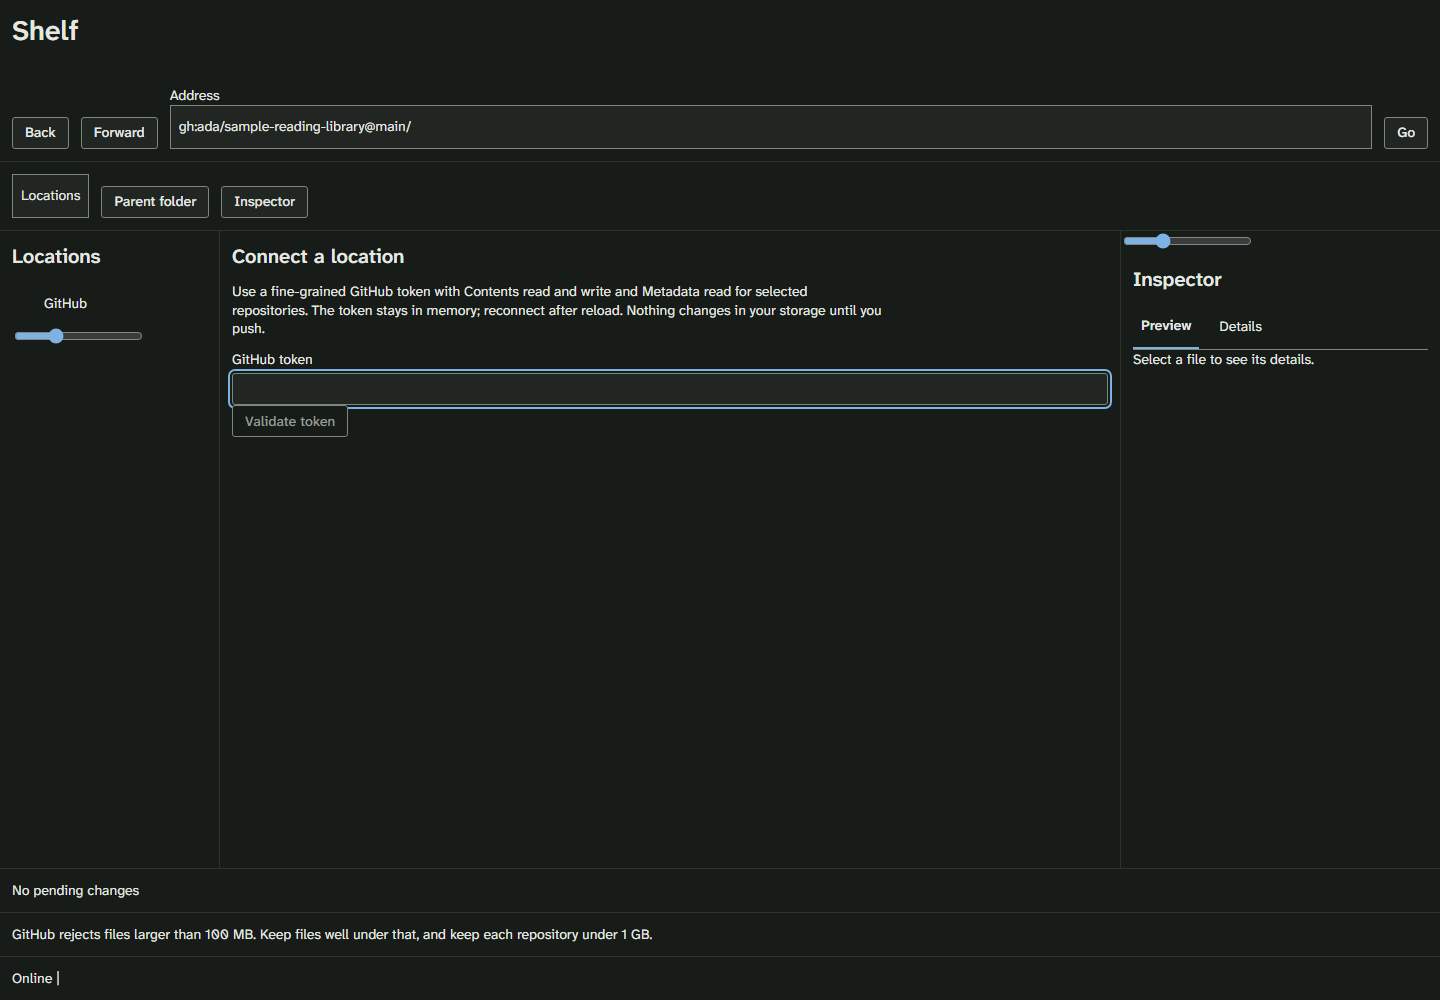 Shelf
Address
Back
Forward
gh:ada/sample-reading-library@main/
Go
Locations
Parent folder
Inspector
Locations
GitHub
Connect a location
Use a fine-grained GitHub token with Contents read and write and Metadata read for selected
repositories. The token stays in memory; reconnect after reload. Nothing changes in your storage until you
push.
GitHub token
Validate token
Inspector
Preview
Details
Select a file to see its details.
No pending changes
GitHub rejects files larger than 100 MB. Keep files well under that, and keep each repository under 1 GB.
Online |